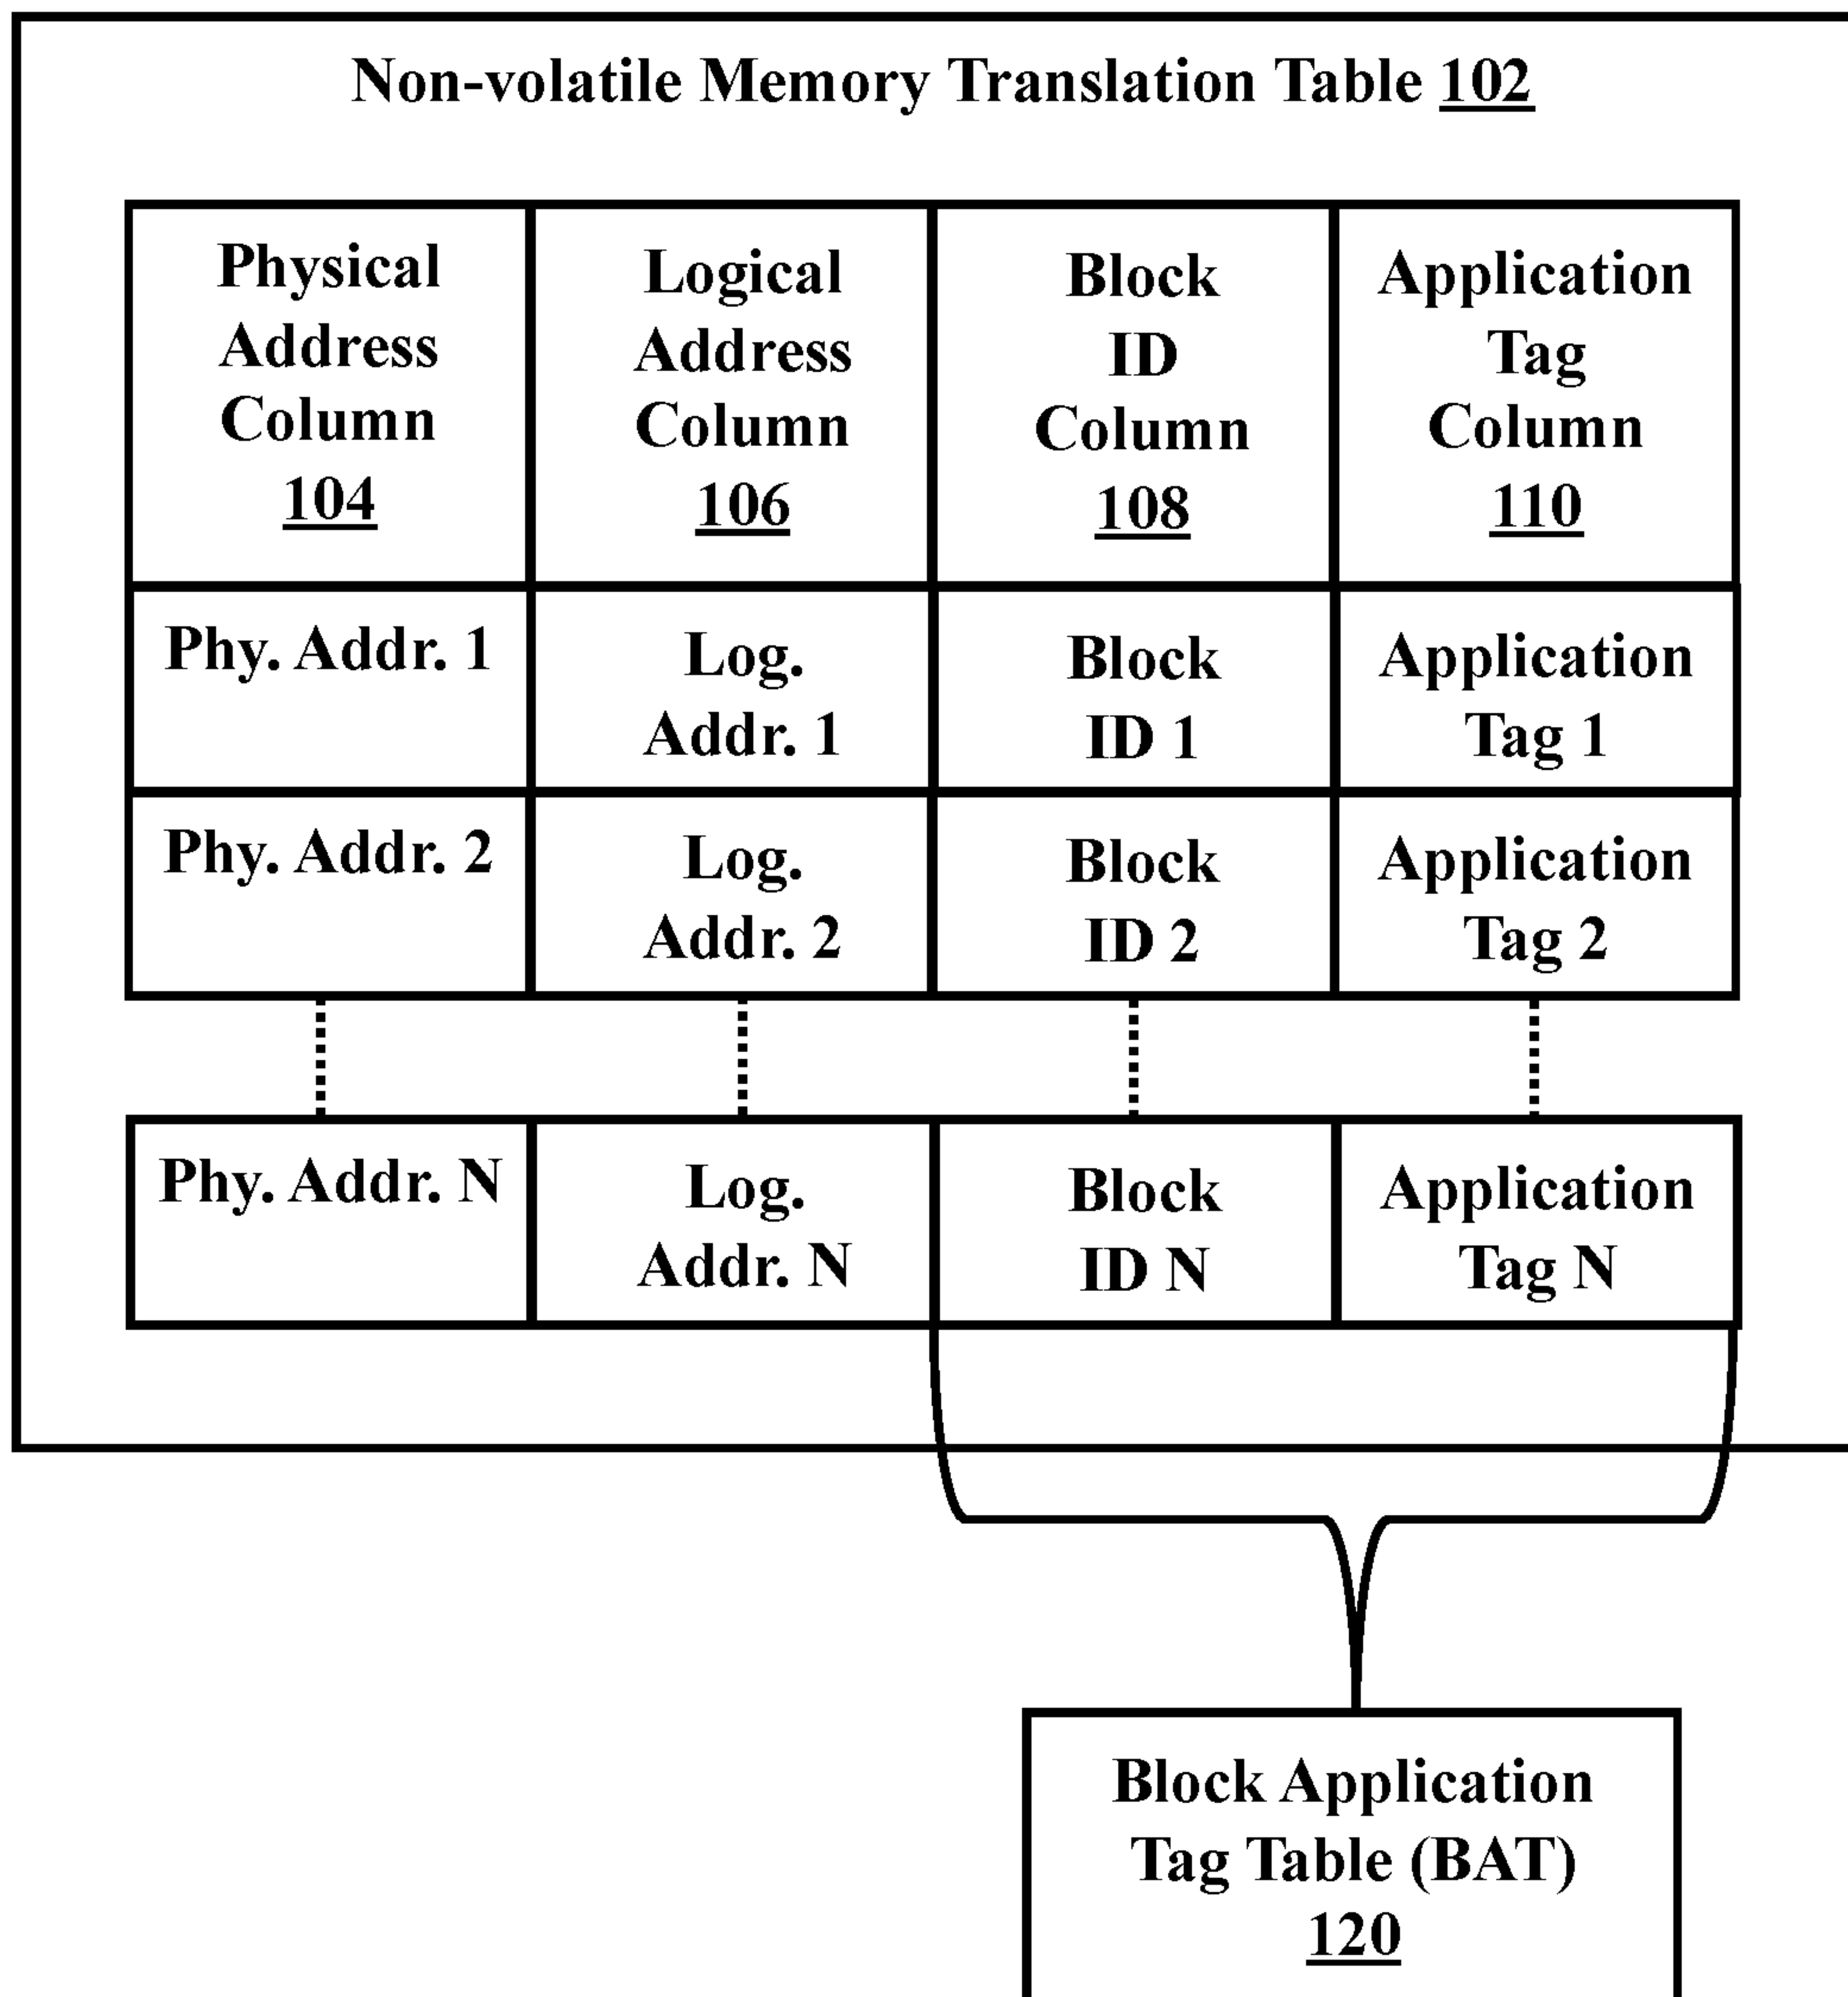 Non-volatile Memory Translation Table 102
Physical
Address
Column
104
Logical
Address
Column
106
Block
ID
Column
108
Application
Tag
Column
110
Phy. Addr. 1
Log.
Addr. 1
Block
ID 1
Application
Tag 1
Phy. Addr. 2
Log.
Addr. 2
Block
ID 2
Application
Tag 2
Phy. Addr. N
Log.
Addr. N
Block
ID N
Application
Tag N
Block Application
Tag Table (BAT)
120